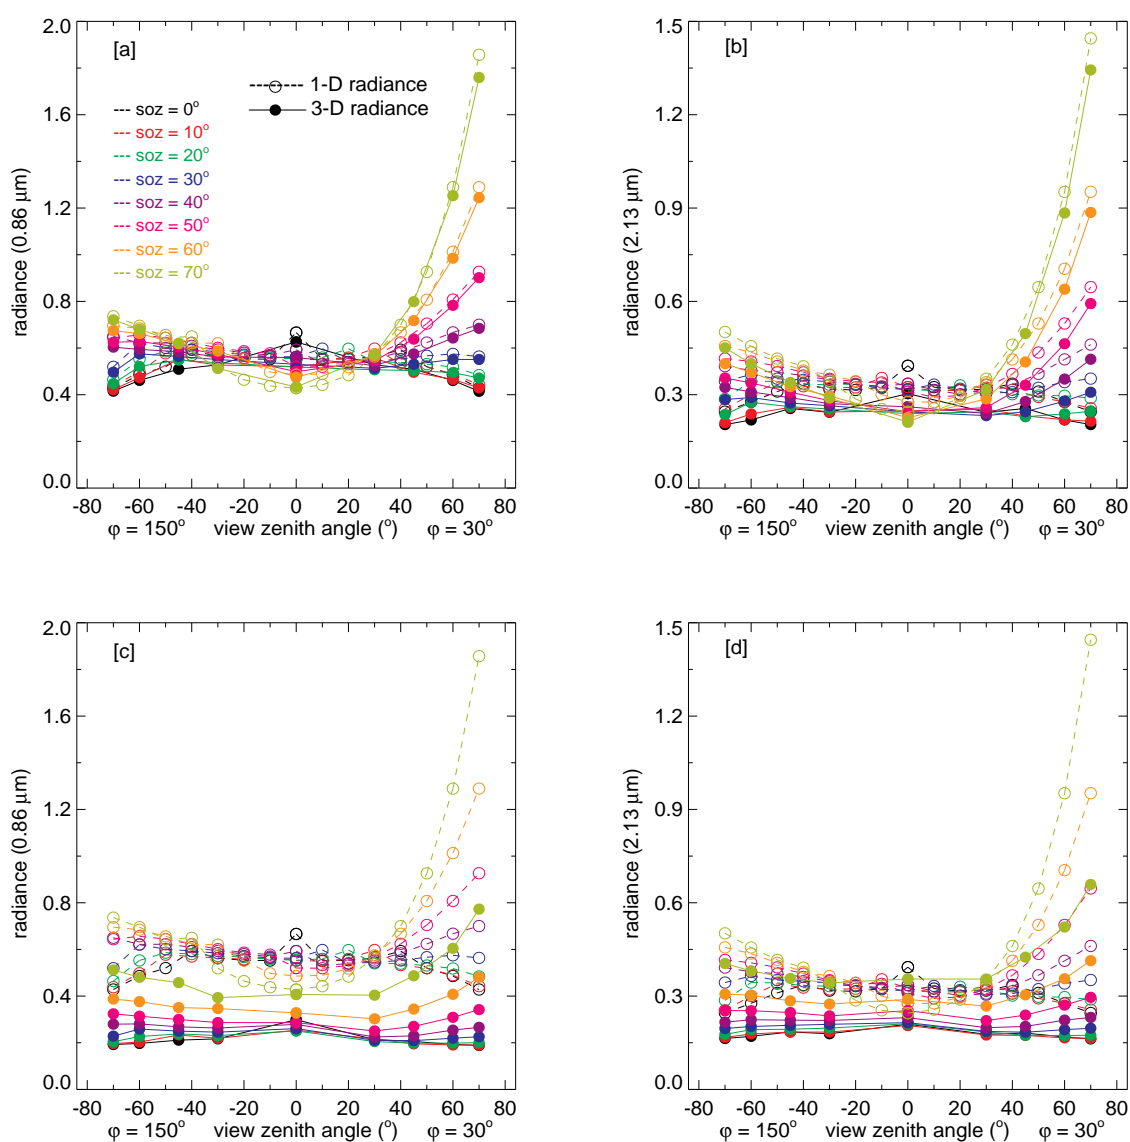 2.0
[a]
1-D radiance
3-D radiance
soz = 0°
soz = 10°
soz = 20°
soz = 30°
soz = 40°
soz = 50°
soz = 60°
soz = 70°
1.6
1.2
0.8
0.4
0.0
radiance (0.86 μm)
-80 -60 -40 -20 0 20 40 60 80
φ = 150° view zenith angle (°) φ = 30°
1.5
[b]
1.2
0.9
0.6
0.3
0.0
radiance (2.13 μm)
-80 -60 -40 -20 0 20 40 60 80
φ = 150° view zenith angle (°) φ = 30°
2.0
[c]
1.6
1.2
0.8
0.4
0.0
radiance (0.86 μm)
-80 -60 -40 -20 0 20 40 60 80
φ = 150° view zenith angle (°) φ = 30°
1.5
[d]
1.2
0.9
0.6
0.3
0.0
radiance (2.13 μm)
-80 -60 -40 -20 0 20 40 60 80
φ = 150° view zenith angle (°) φ = 30°